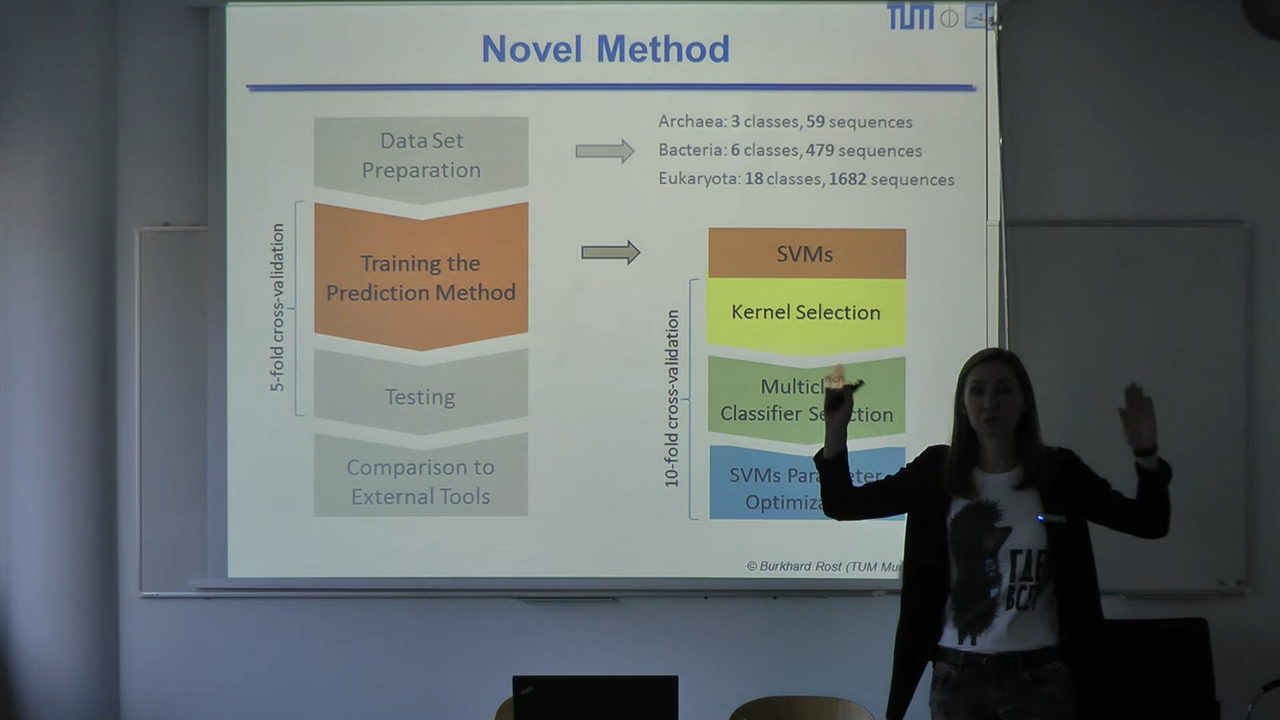 TUM
Novel Method
Data Set
Preparation
Archaea: 3 classes, 59 sequences
Bacteria: 6 classes, 479 sequences
Eukaryota: 18 classes, 1682 sequences
5-fold cross-validation
Training the
Prediction Method
Testing
Comparison to
External Tools
SVMs
10-fold cross-validation
Kernel Selection
Classifier Selection
SVMs
© Burkhard Rost (TUM
ГДЕ
ВСЕ